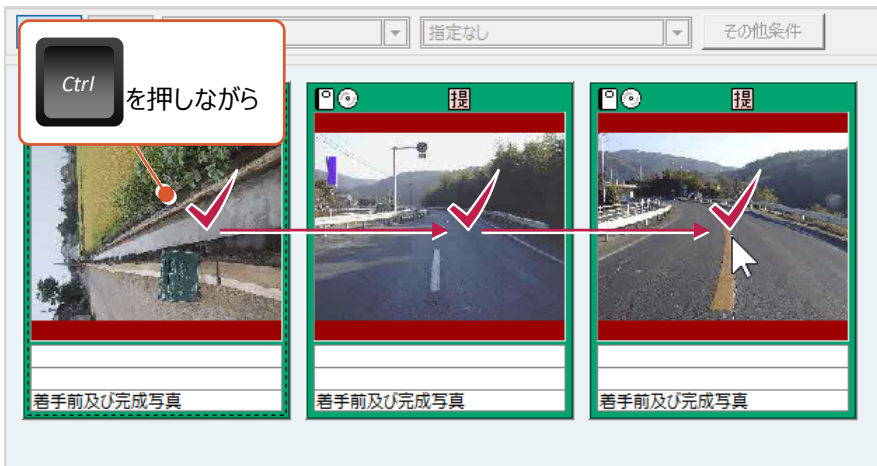 指定なし
その他条件
Ctrl
を押しながら
提
提
着手前及び完成写真
着手前及び完成写真
着手前及び完成写真